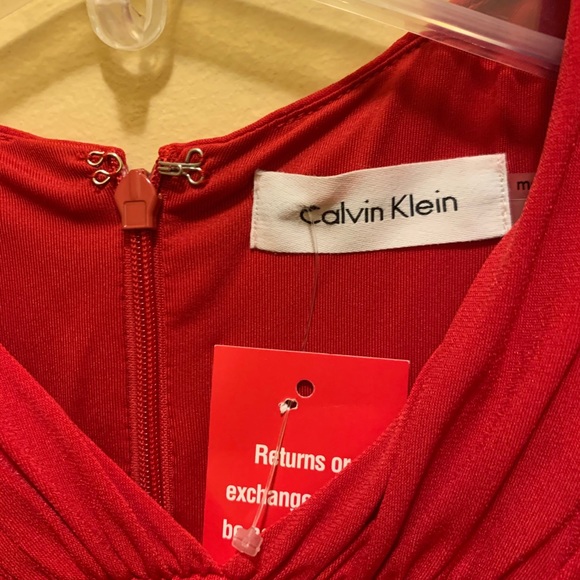 Calvin Klein
m
Returns or
exchange
be